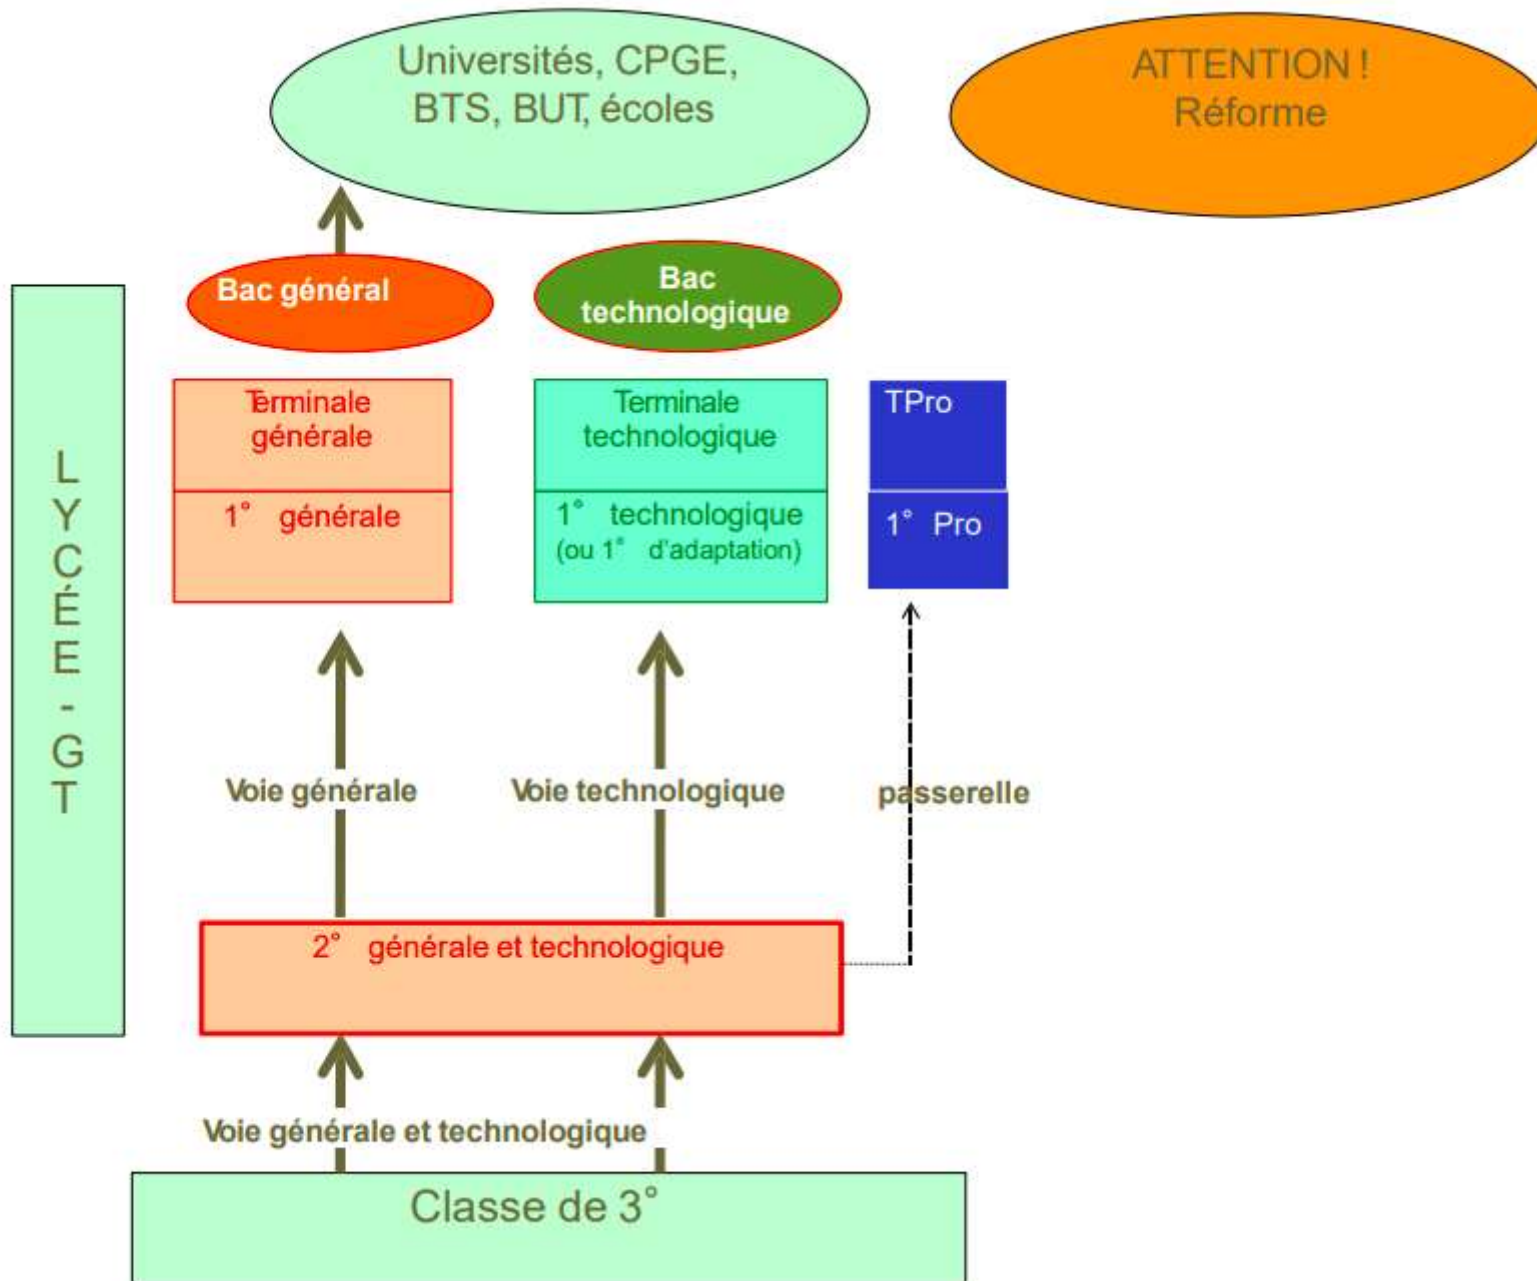 Universités, CPGE,
BTS, BUT, écoles
ATTENTION !
Réforme
Bac général
Bac
technologique
LYCÉE - GT
Terminale
générale
Terminale
technologique
TPro
1° générale
1° technologique
(ou 1° d'adaptation)
1° Pro
Voie générale
Voie technologique
passerelle
2° générale et technologique
Voie générale et technologique
Classe de 3°